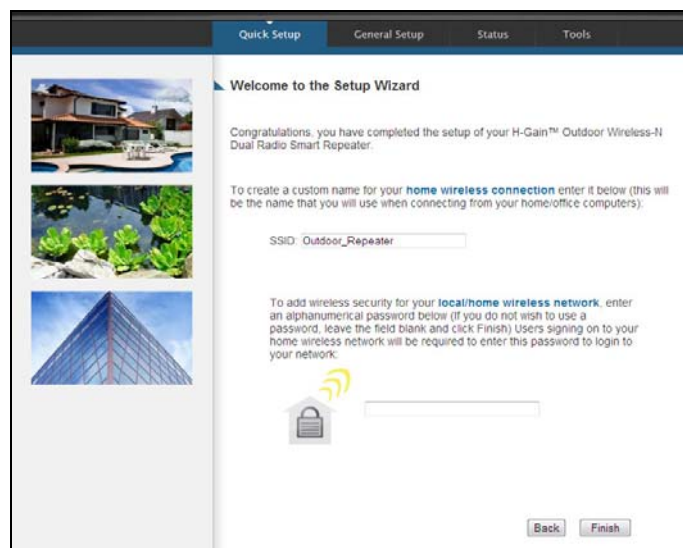 Quick Setup General Setup Status Tools
Welcome to the Setup Wizard
Congratulations, you have completed the setup of your H-Gain™ Outdoor Wireless-N
Dual Radio Smart Repeater.
To create a custom name for your home wireless connection enter it below (this will
be the name that you will use when connecting from your home/office computers):
SSID: Outdoor_Repeater
To add wireless security for your local/home wireless network, enter
an alphanumerical password below (If you do not wish to use a
password, leave the field blank and click Finish) Users signing on to your
home wireless network will be required to enter this password to login to
your network:
Back Finish